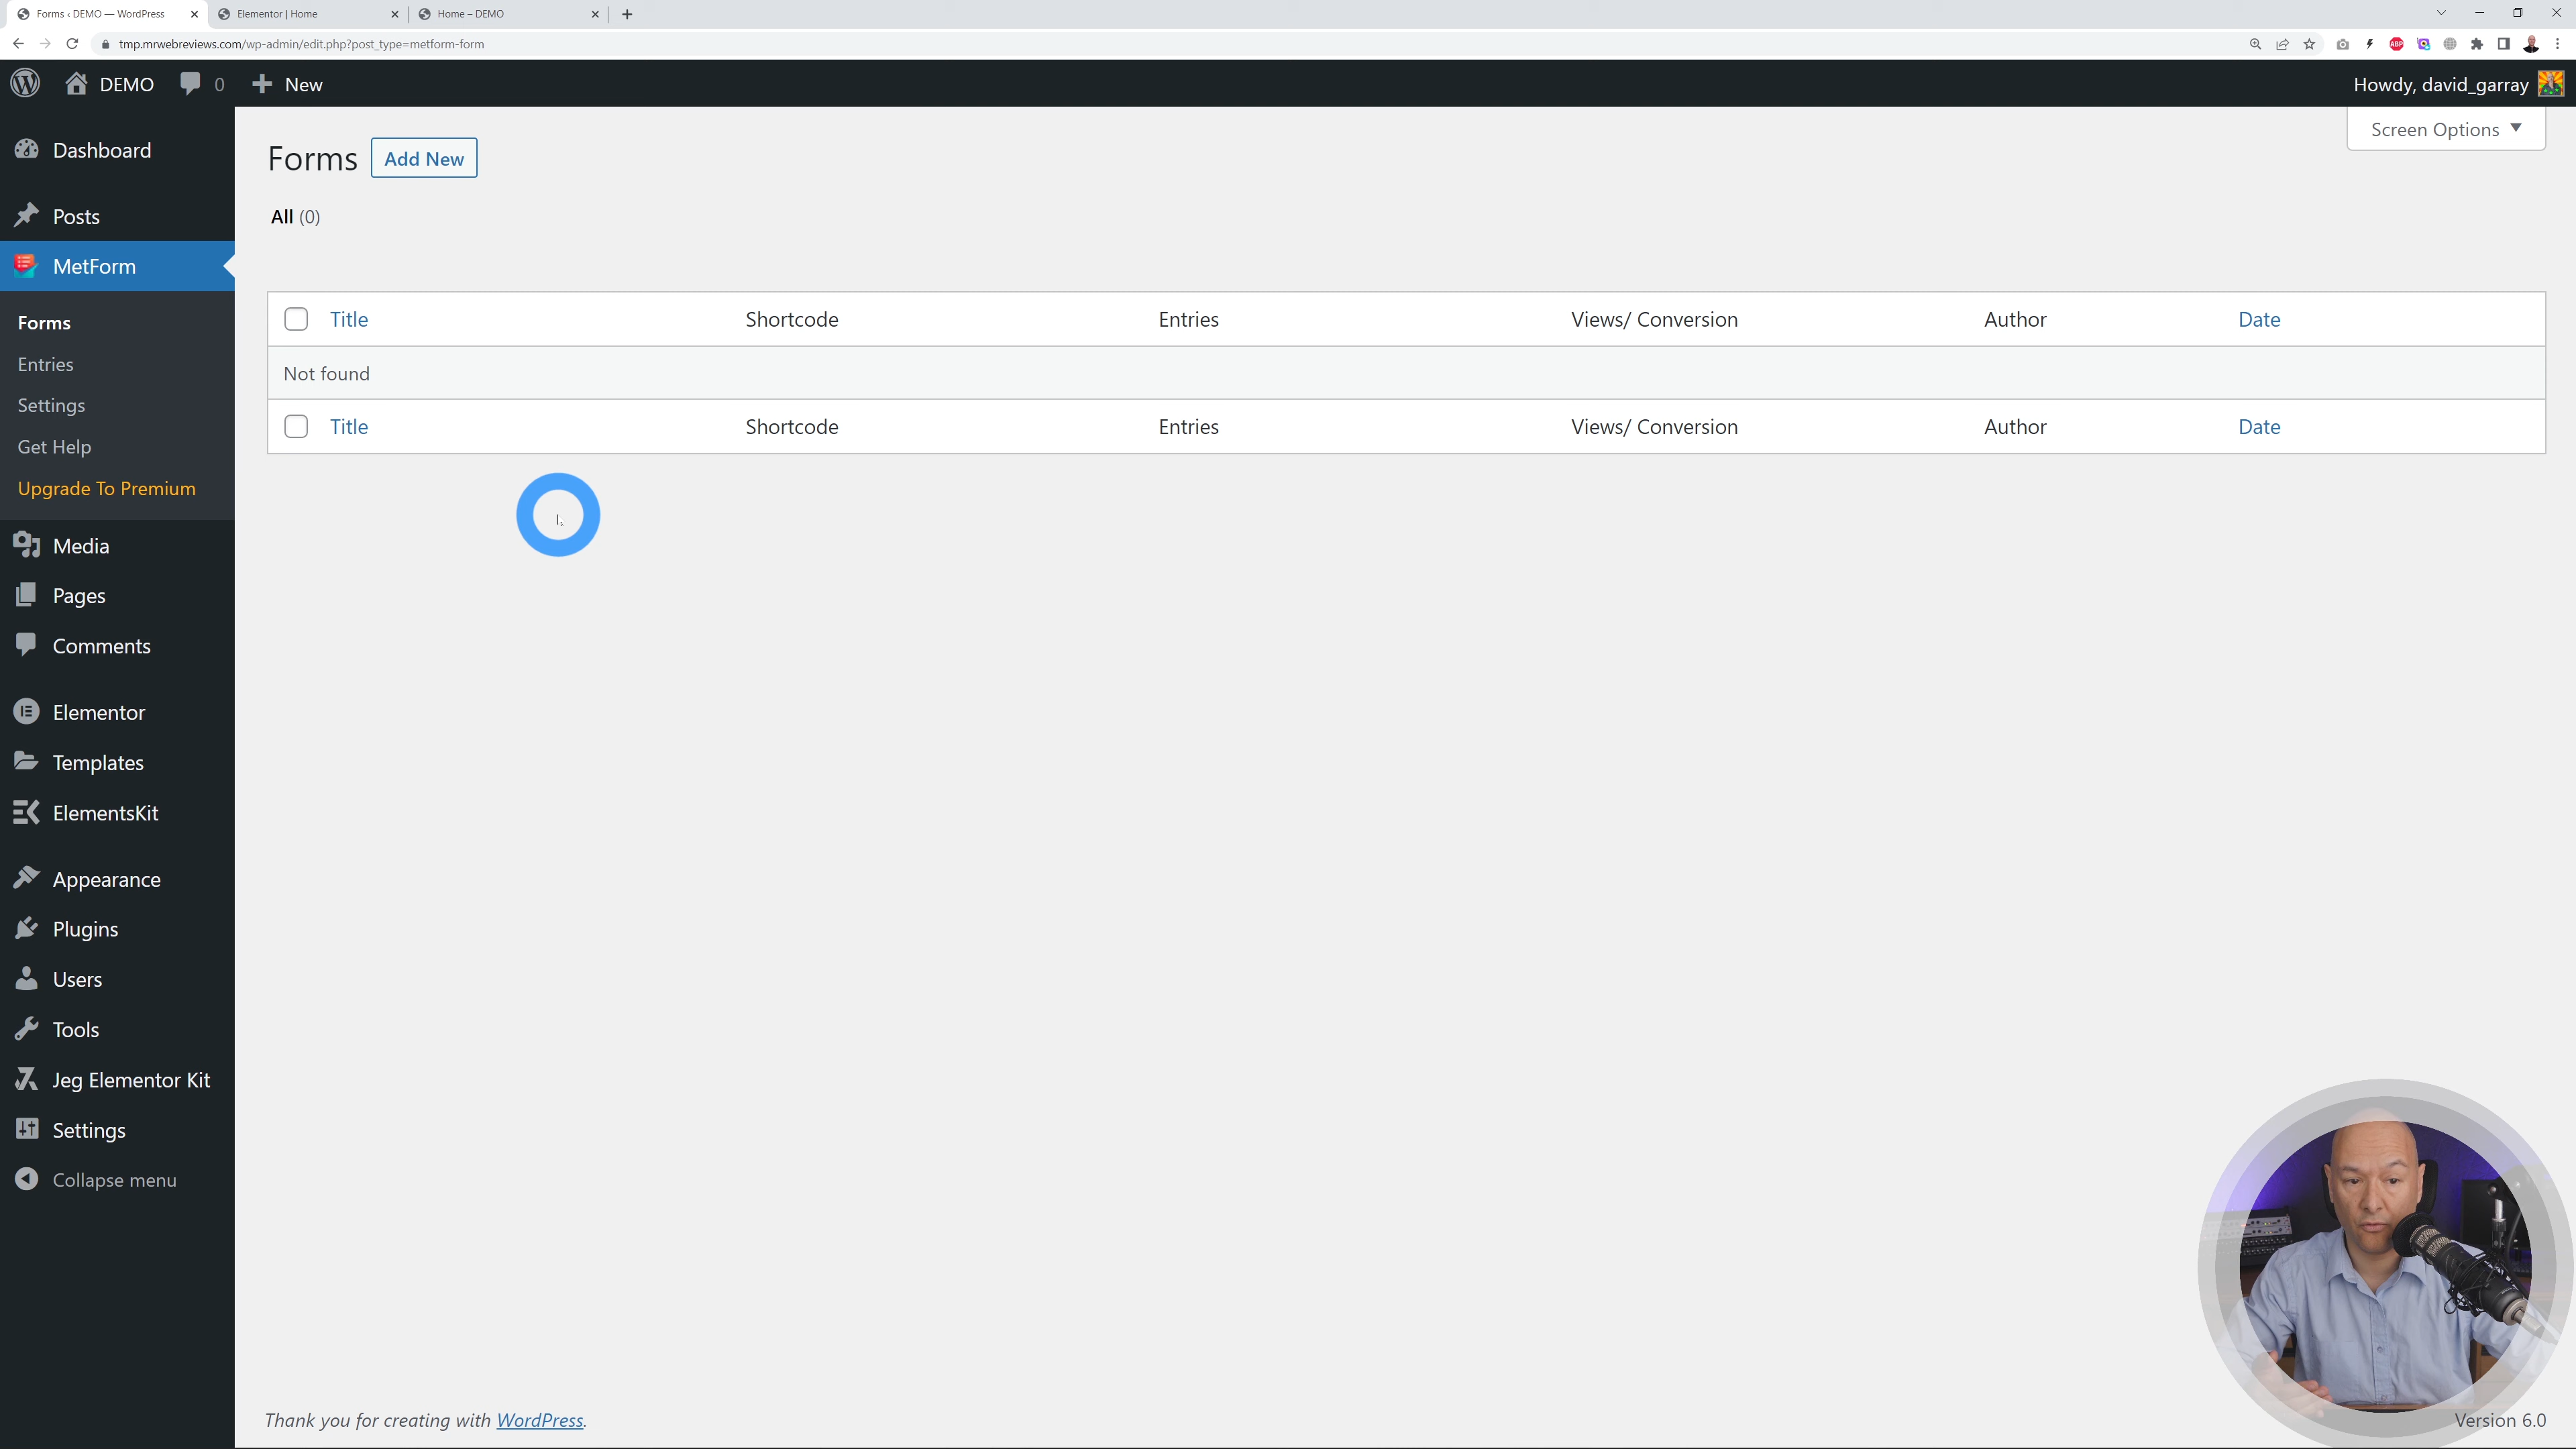 Forms ‹ DEMO — WordPress
Elementor | Home
Home – DEMO
tmp.mrwebreviews.com/wp-admin/edit.php?post_type=metform-form
ABP
DEMO
0
New
Howdy, david_garray
Screen Options
Dashboard
Posts
MetForm
Forms
Entries
Settings
Get Help
Upgrade To Premium
Media
Pages
Comments
Elementor
Templates
ElementsKit
Appearance
Plugins
Users
Tools
Jeg Elementor Kit
Settings
Collapse menu
Forms
Add New
All (0)
Title Shortcode Entries Views/ Conversion Author Date
Not found
Title Shortcode Entries Views/ Conversion Author Date
Thank you for creating with WordPress.
Version 6.0